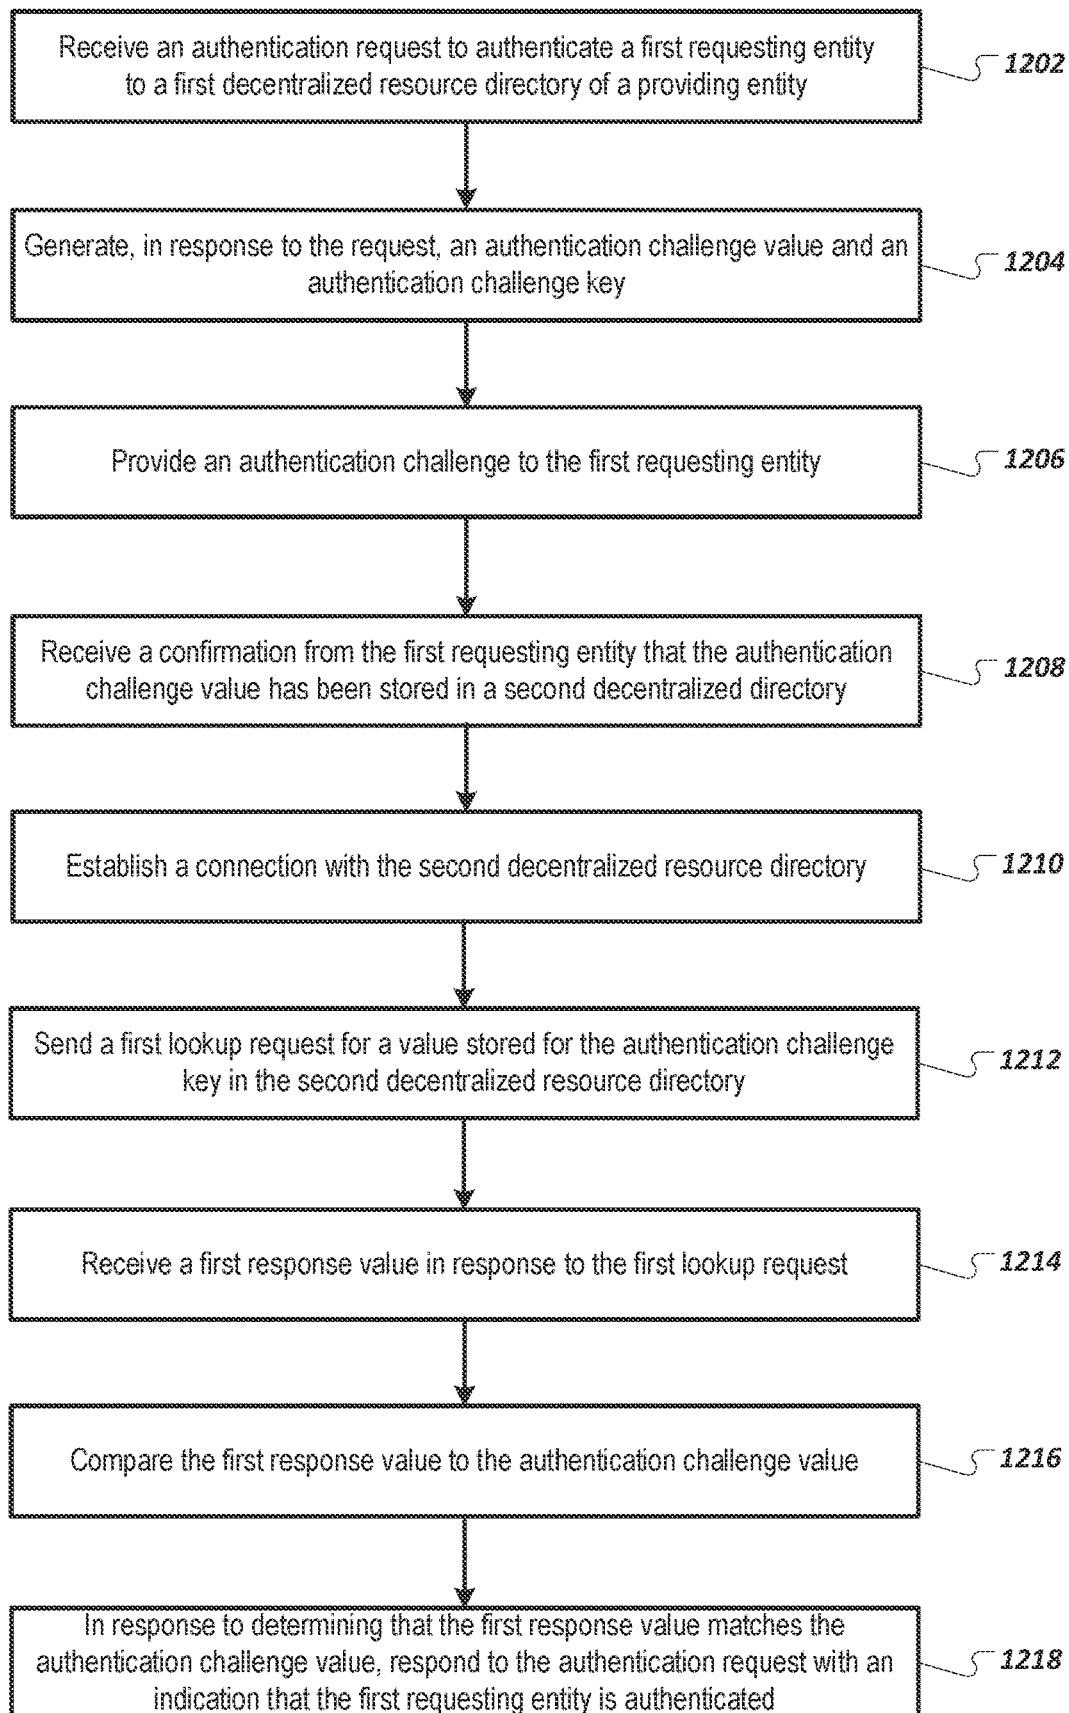 Receive an authentication request to authenticate a first requesting entity
to a first decentralized resource directory of a providing entity
1202
Generate, in response to the request, an authentication challenge value and an
authentication challenge key
1204
Provide an authentication challenge to the first requesting entity
1206
Receive a confirmation from the first requesting entity that the authentication
challenge value has been stored in a second decentralized directory
1208
Establish a connection with the second decentralized resource directory
1210
Send a first lookup request for a value stored for the authentication challenge
key in the second decentralized resource directory
1212
Receive a first response value in response to the first lookup request
1214
Compare the first response value to the authentication challenge value
1216
In response to determining that the first response value matches the
authentication challenge value, respond to the authentication request with an
indication that the first requesting entity is authenticated
1218